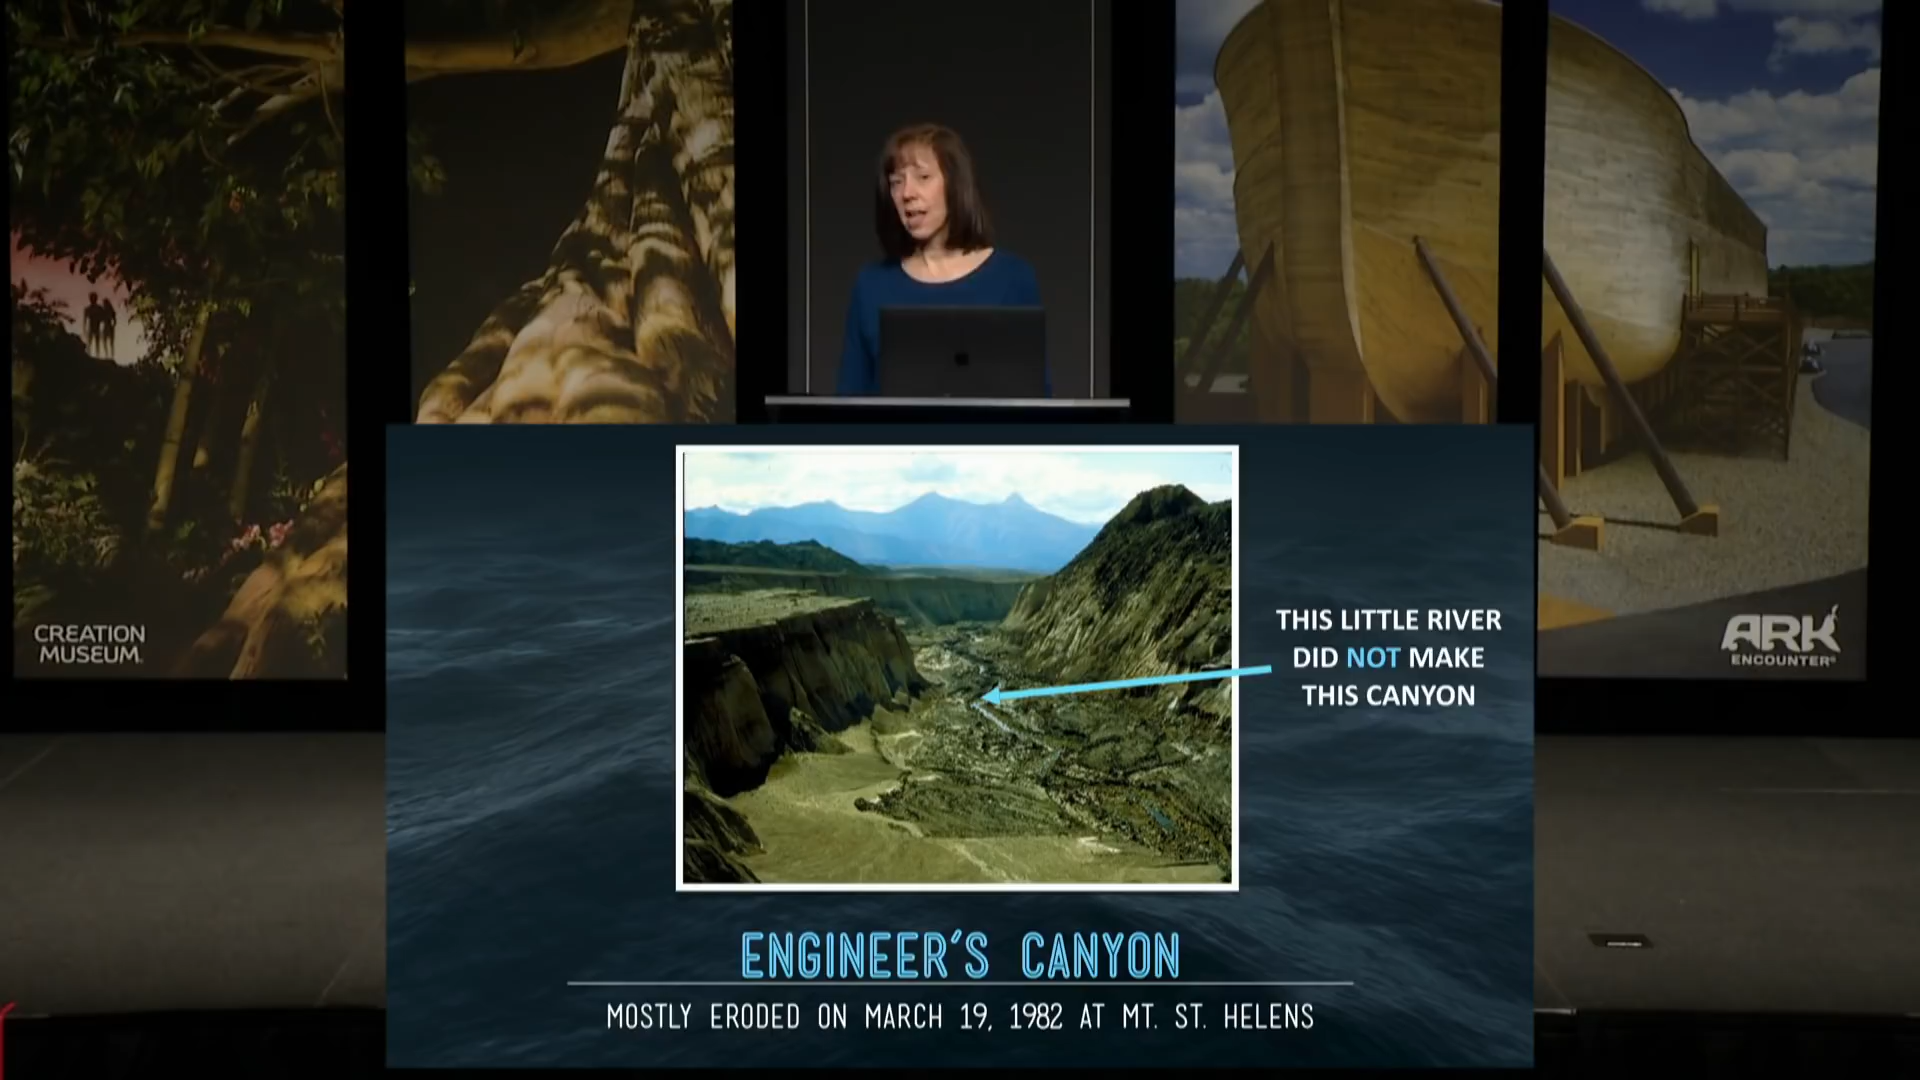 CREATION
MUSEUM
ARK
ENCOUNTER
THIS LITTLE RIVER
DID NOT MAKE
THIS CANYON
ENGINEER'S CANYON
MOSTLY ERODED ON MARCH 19, 1982 AT MT. ST. HELENS